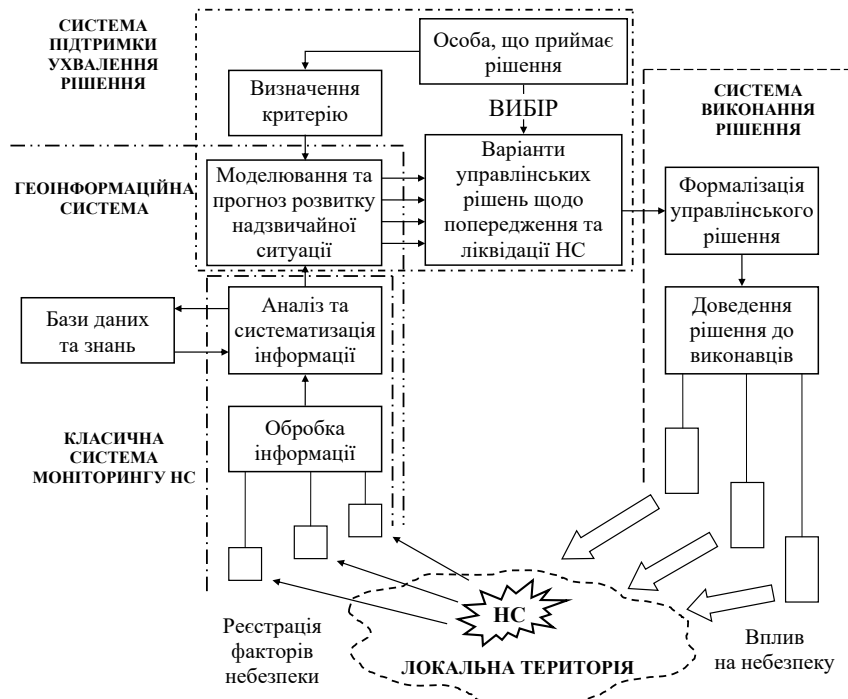 СИСТЕМА
ПІДТРИМКИ
УХВАЛЕННЯ
РІШЕННЯ
Особа, що приймає
рішення
Визначення
критерію
ВИБІР
СИСТЕМА
ВИКОНАННЯ
РІШЕННЯ
ГЕОІНФОРМАЦІЙНА
СИСТЕМА
Моделювання та
прогноз розвитку
надзвичайної
ситуації
Варіанти
управлінських
рішень щодо
попередження та
ліквідації НС
Формалізація
управлінського
рішення
Бази даних
та знань
Аналіз та
систематизація
інформації
Доведення
рішення до
виконавців
КЛАСИЧНА
СИСТЕМА
МОНІТОРИНГУ НС
Обробка
інформації
НС
Реєстрація
факторів
небезпеки
ЛОКАЛЬНА ТЕРИТОРІЯ
Вплив
на небезпеку